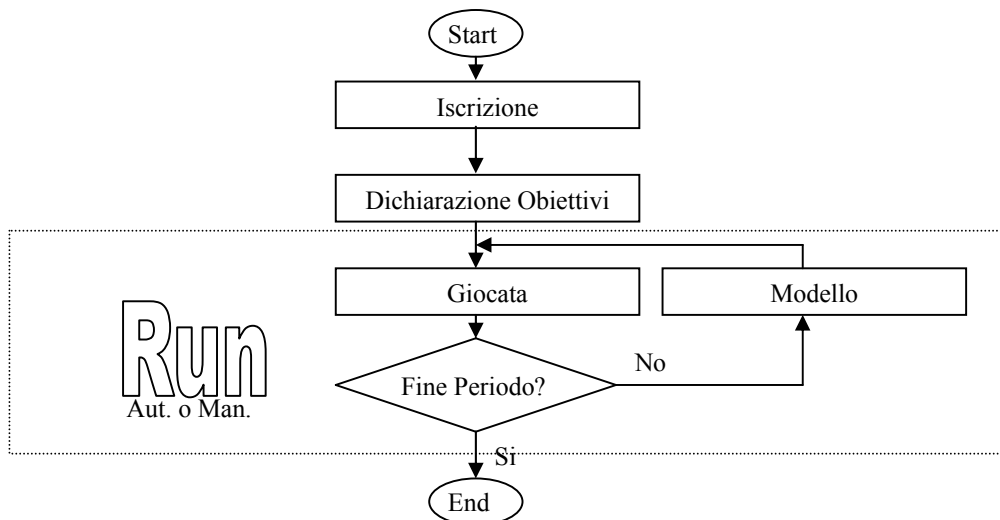 Start
Iscrizione
Dichiarazione Obiettivi
Giocata
Modello
Run
Aut. o Man.
Fine Periodo?
No
Si
End